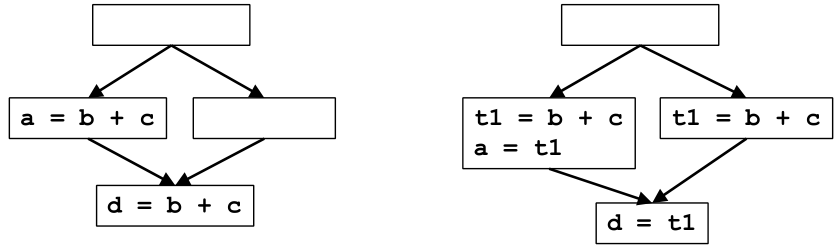 a = b + c
d = b + c
t1 = b + c
a = t1
t1 = b + c
d = t1